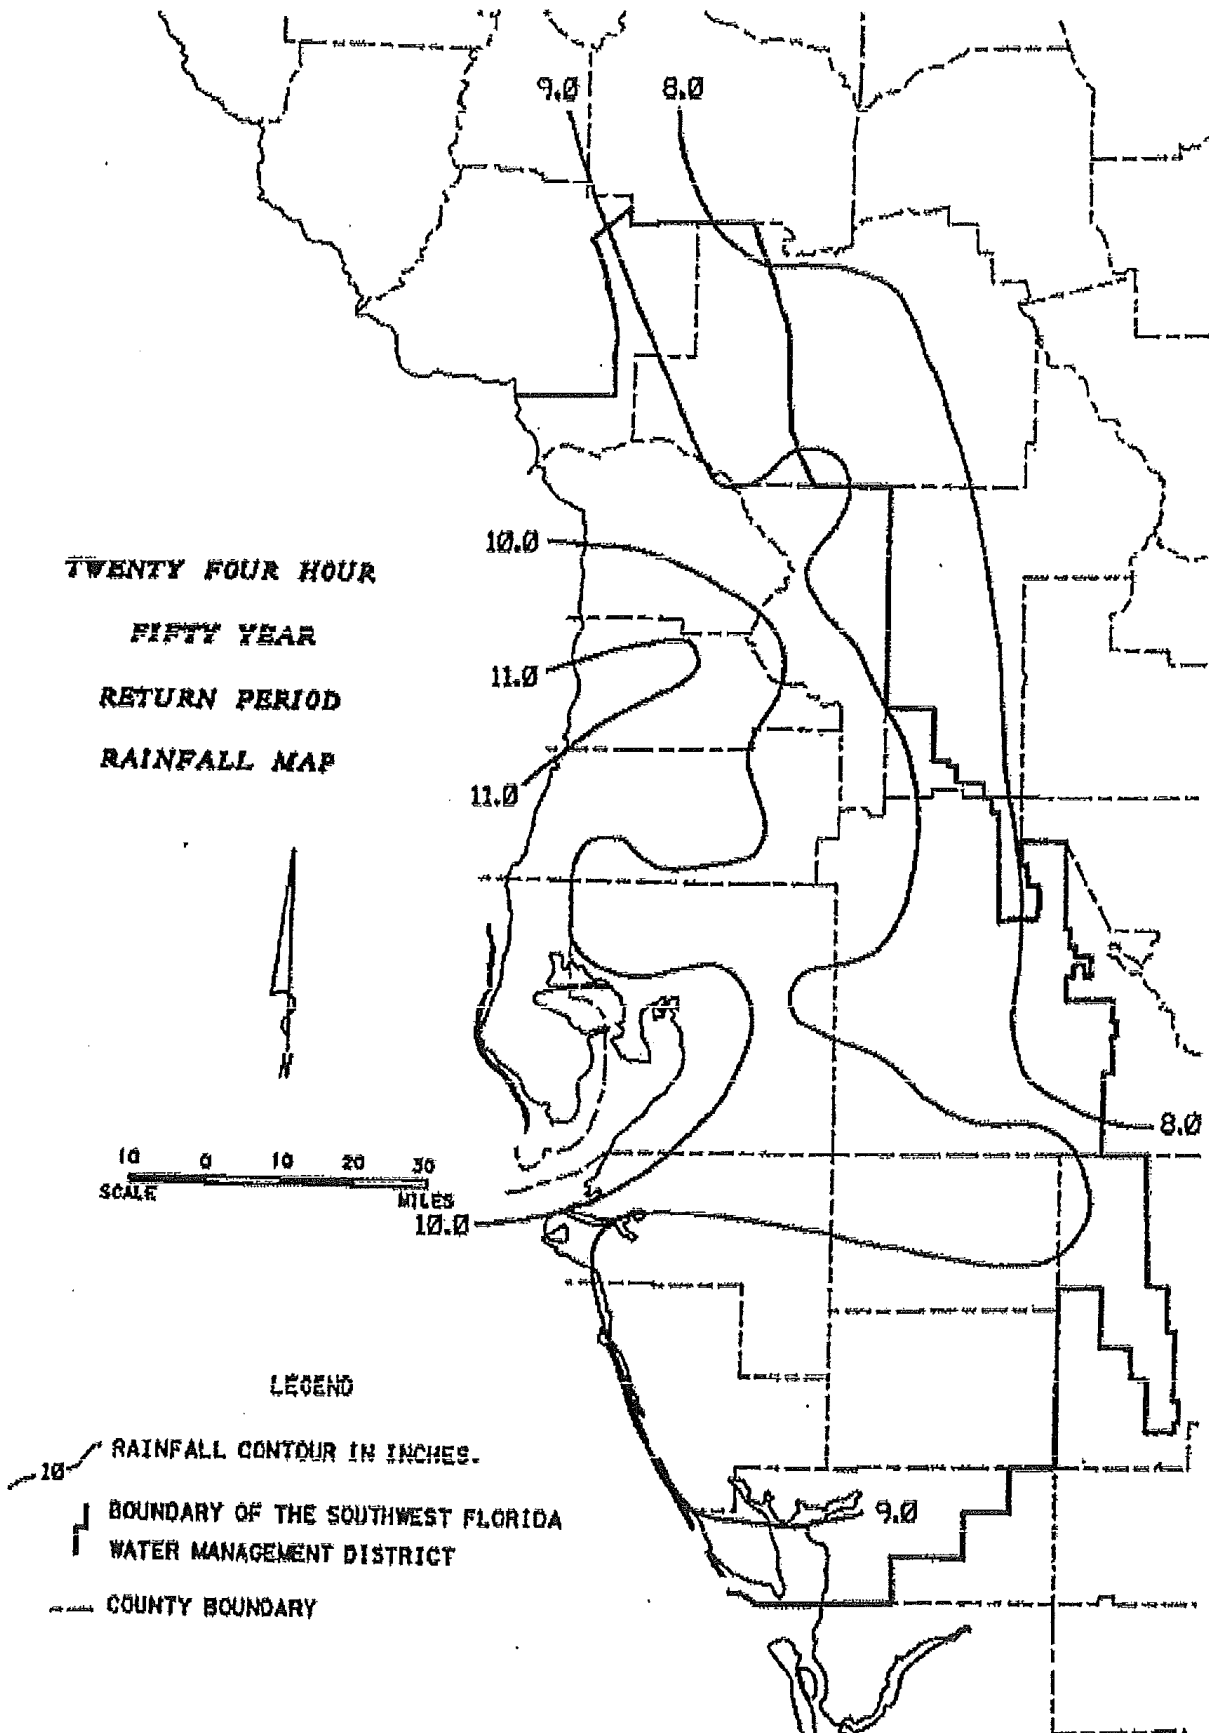 9.0 8.0
10.0
TWENTY FOUR HOUR
FIFTY YEAR
RETURN PERIOD
RAINFALL MAP
11.0
11.0
N
8.0
10 0 10 20 30
SCALE MILES
10.0
LEGEND
10 RAINFALL CONTOUR IN INCHES.
BOUNDARY OF THE SOUTHWEST FLORIDA
WATER MANAGEMENT DISTRICT
COUNTY BOUNDARY
9.0